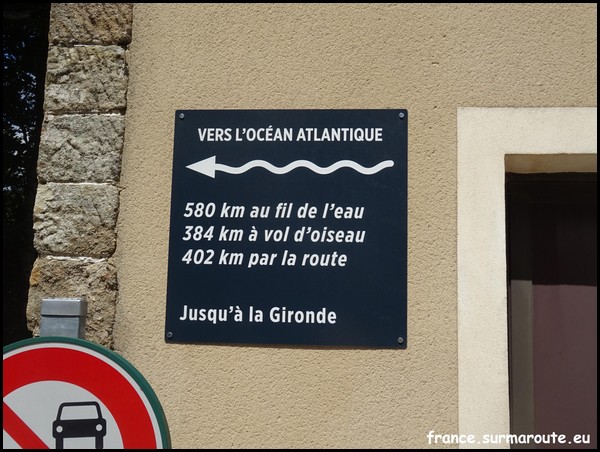 VERS L'OCÉAN ATLANTIQUE
580 km au fil de l'eau
384 km à vol d'oiseau
402 km par la route
Jusqu'à la Gironde
france.surmaroute.eu